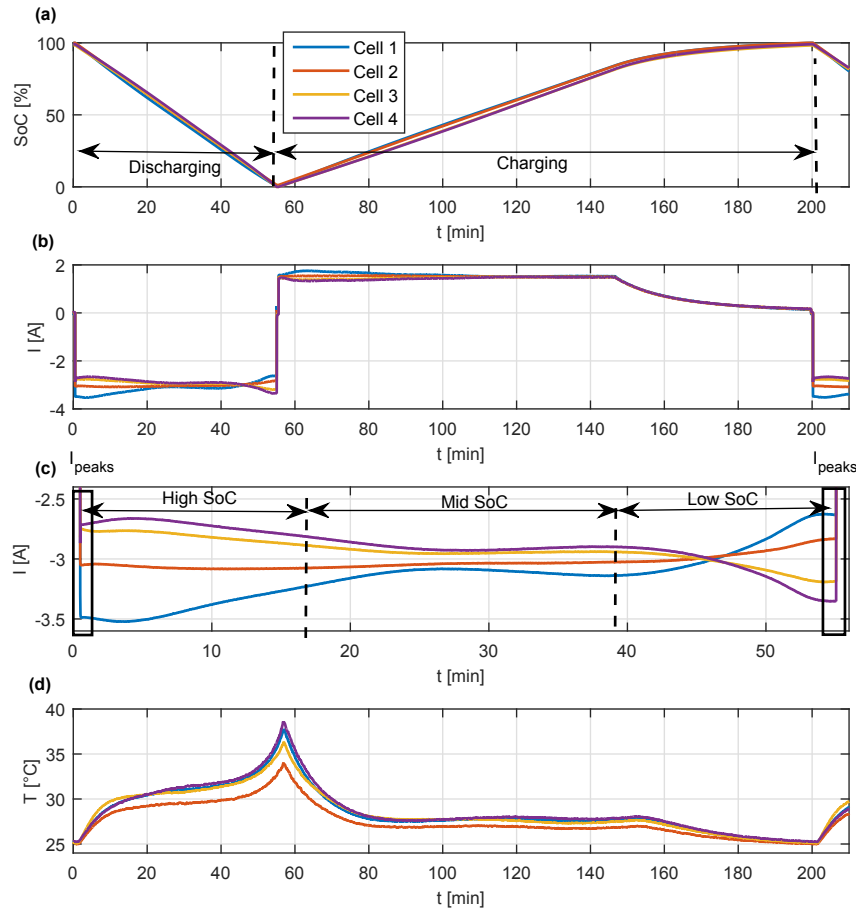 (a)
100
50
0
SoC [%]
Cell 1
Cell 2
Cell 3
Cell 4
Discharging
Charging
0 20 40 60 80 100 120 140 160 180 200
t [min]
(b)
2
0
-2
-4
I [A]
0 20 40 60 80 100 120 140 160 180 200
t [min]
(c)
Ipeaks
Ipeaks
-2.5
-3
-3.5
I [A]
High SoC
Mid SoC
Low SoC
0 10 20 30 40 50
t [min]
(d)
40
35
30
25
T [°C]
0 20 40 60 80 100 120 140 160 180 200
t [min]